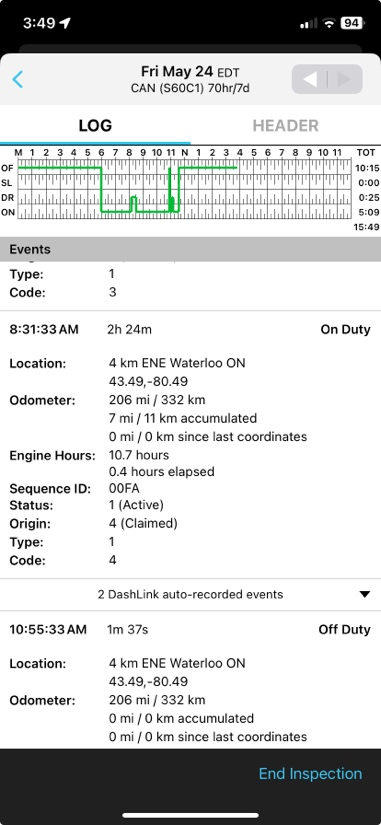 3:49
94
Fri May 24 EDT
CAN (S60C1) 70hr/7d
LOG
HEADER
M 1 2 3 4 5 6 7 8 9 10 11 N 1 2 3 4 5 6 7 8 9 10 11 TOT
OF 10:15
SL 0:00
DR 0:25
ON 5:09
15:49
Events
Type: 1
Code: 3
8:31:33 AM 2h 24m On Duty
Location: 4 km ENE Waterloo ON
43.49,-80.49
Odometer: 206 mi / 332 km
7 mi / 11 km accumulated
0 mi / 0 km since last coordinates
Engine Hours: 10.7 hours
0.4 hours elapsed
Sequence ID: 00FA
Status: 1 (Active)
Origin: 4 (Claimed)
Type: 1
Code: 4
2 DashLink auto-recorded events
10:55:33 AM 1m 37s Off Duty
Location: 4 km ENE Waterloo ON
43.49,-80.49
Odometer: 206 mi / 332 km
0 mi / 0 km accumulated
0 mi / 0 km since last coordinates
End Inspection